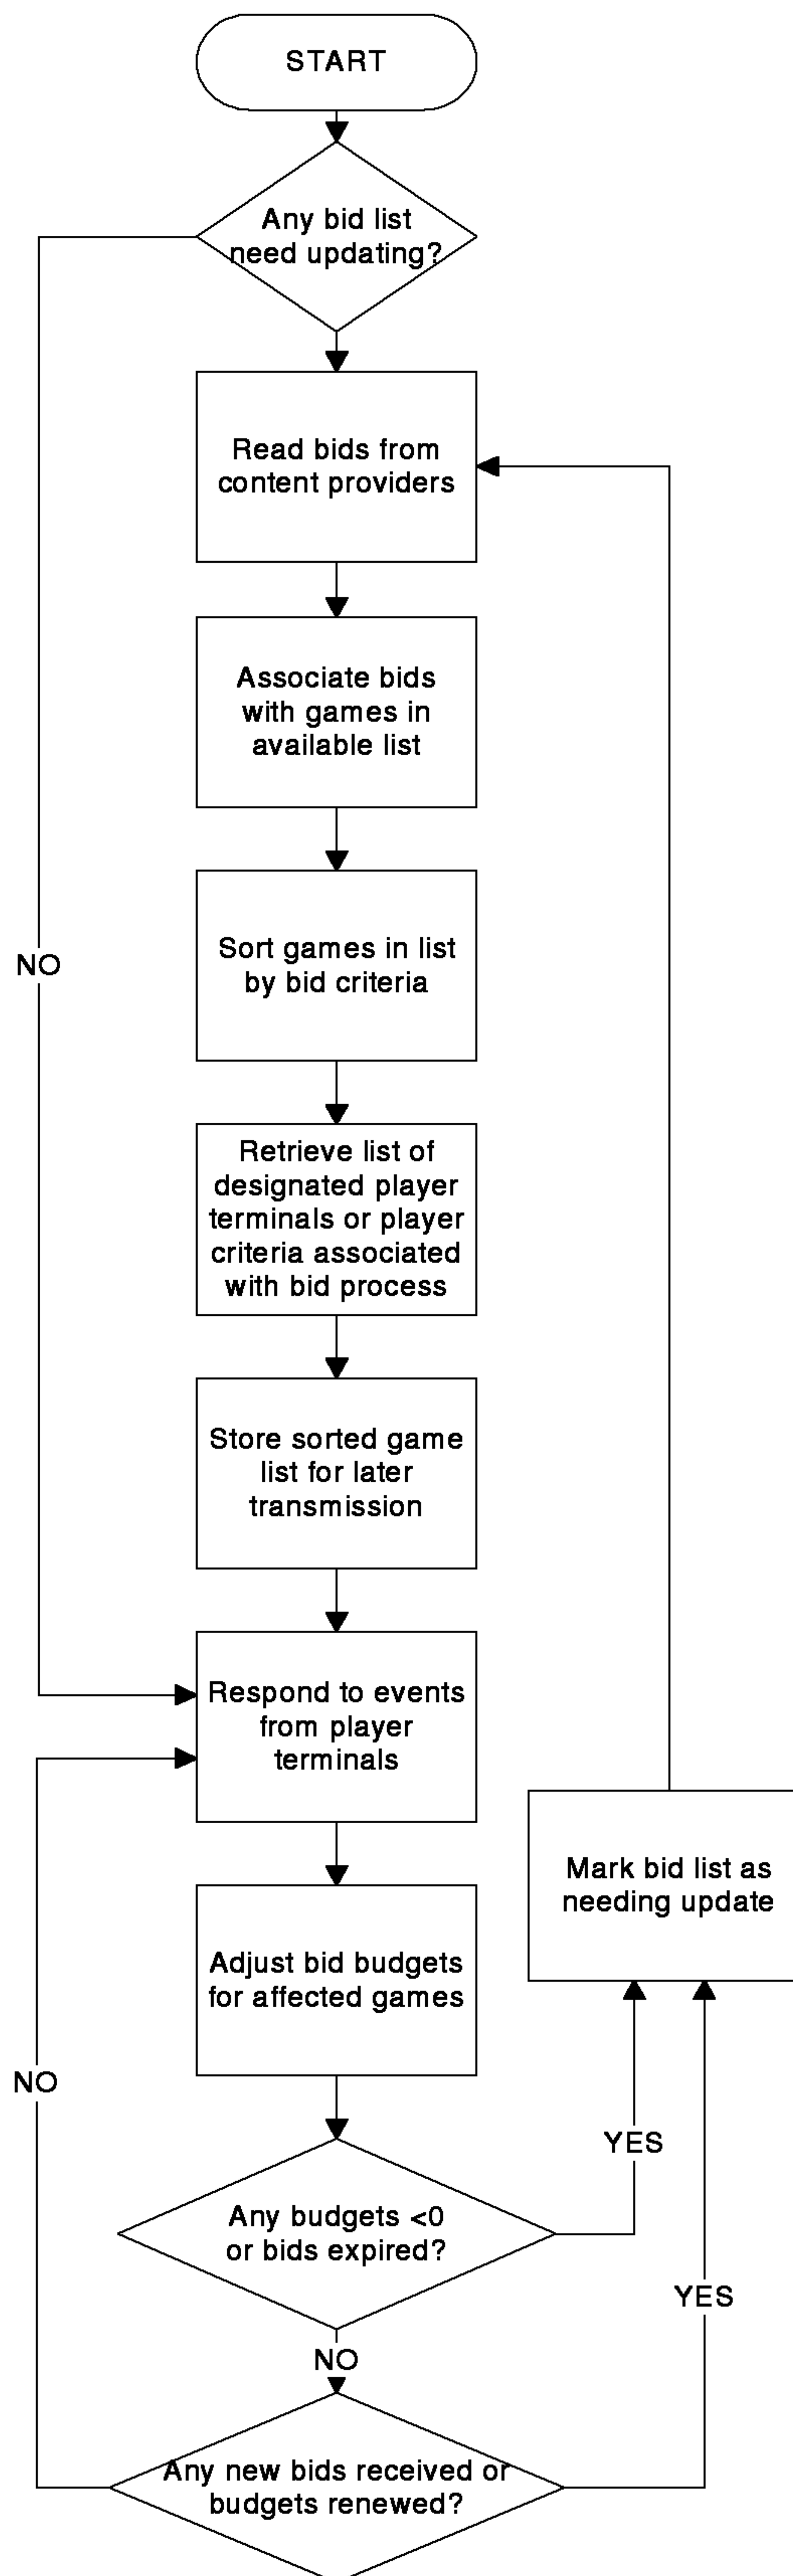 START
Any bid list
need updating?
Read bids from
content providers
Associate bids
with games in
available list
Sort games in list
by bid criteria
NO
Retrieve list of
designated player
terminals or player
criteria associated
with bid process
Store sorted game
list for later
transmission
Respond to events
from player
terminals
Mark bid list as
needing update
Adjust bid budgets
for affected games
NO
YES
Any budgets <0
or bids expired?
YES
NO
Any new bids received or
budgets renewed?